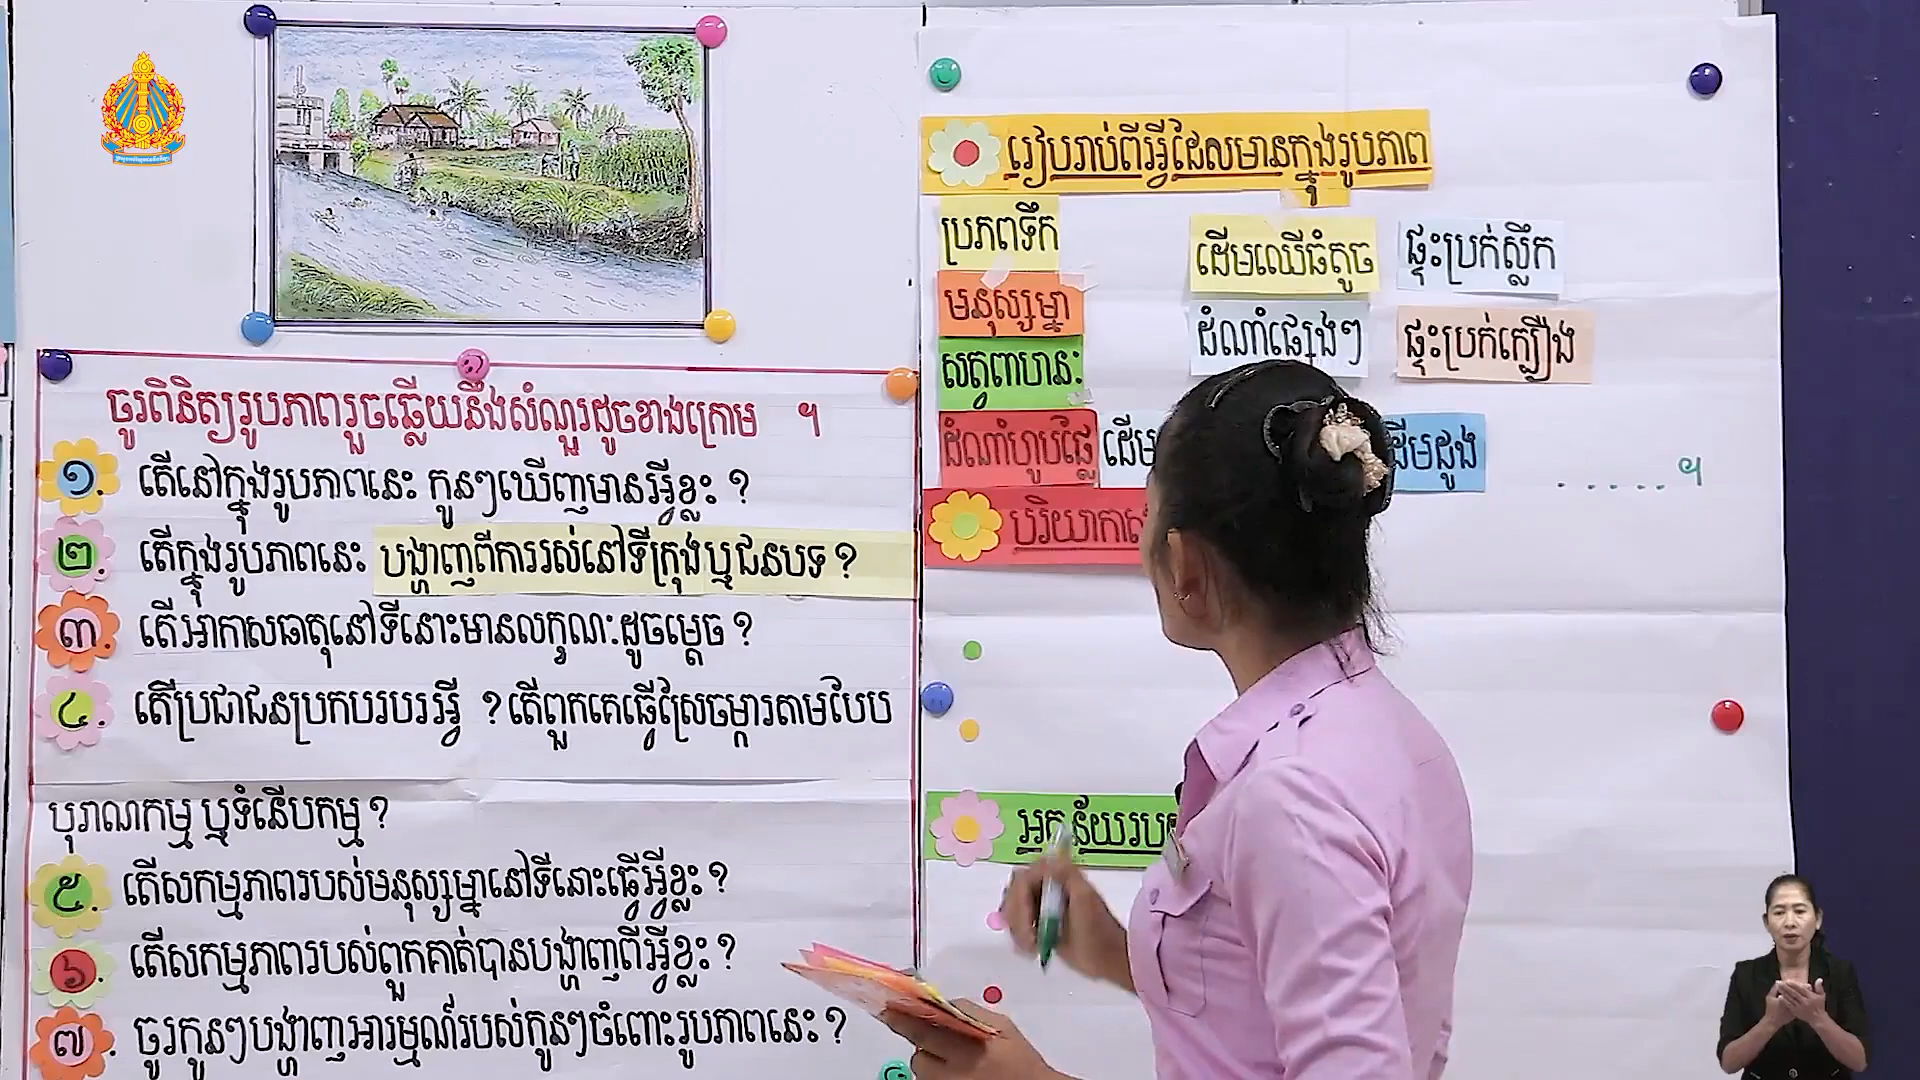 ចូរពិនិត្យរូបភាពរួចឆ្លើយនឹងសំណួរដូចខាងក្រោម ។
១. តើនៅក្នុងរូបភាពនេះ កូនៗឃើញមានអ្វីខ្លះ ?
២. តើក្នុងរូបភាពនេះ បង្ហាញពីការរស់នៅទីក្រុងឬជនបទ ?
៣. តើអាកាសធាតុនៅទីនោះមានលក្ខណៈដូចម្ដេច ?
៤. តើប្រជាជនប្រកបរបរអ្វី ? តើពួកគេធ្វើស្រែចម្ការតាមបែប
បុរាណកម្ម ឬទំនើបកម្ម ?
៥. តើសកម្មភាពរបស់មនុស្សម្នានៅទីនោះធ្វើអ្វីខ្លះ ?
៦. តើសកម្មភាពរបស់ពួកគាត់បានបង្ហាញពីអ្វីខ្លះ ?
៧. ចូរកូនៗបង្ហាញអារម្មណ៍របស់កូនៗចំពោះរូបភាពនេះ ?
រៀបរាប់ពីអ្វីដែលមានក្នុងរូបភាព
ប្រភពទឹក
ដើមឈើធំតូច
ផ្ទះប្រក់ស្លឹក
មនុស្សម្នា
ដំណាំផ្សេងៗ
ផ្ទះប្រក់ក្បឿង
សត្វពាហនៈ
ដំណាំហូបផ្លែ ដើម
ដើមដូង .....។
បរិយាកាស
អត្ថន័យរូប